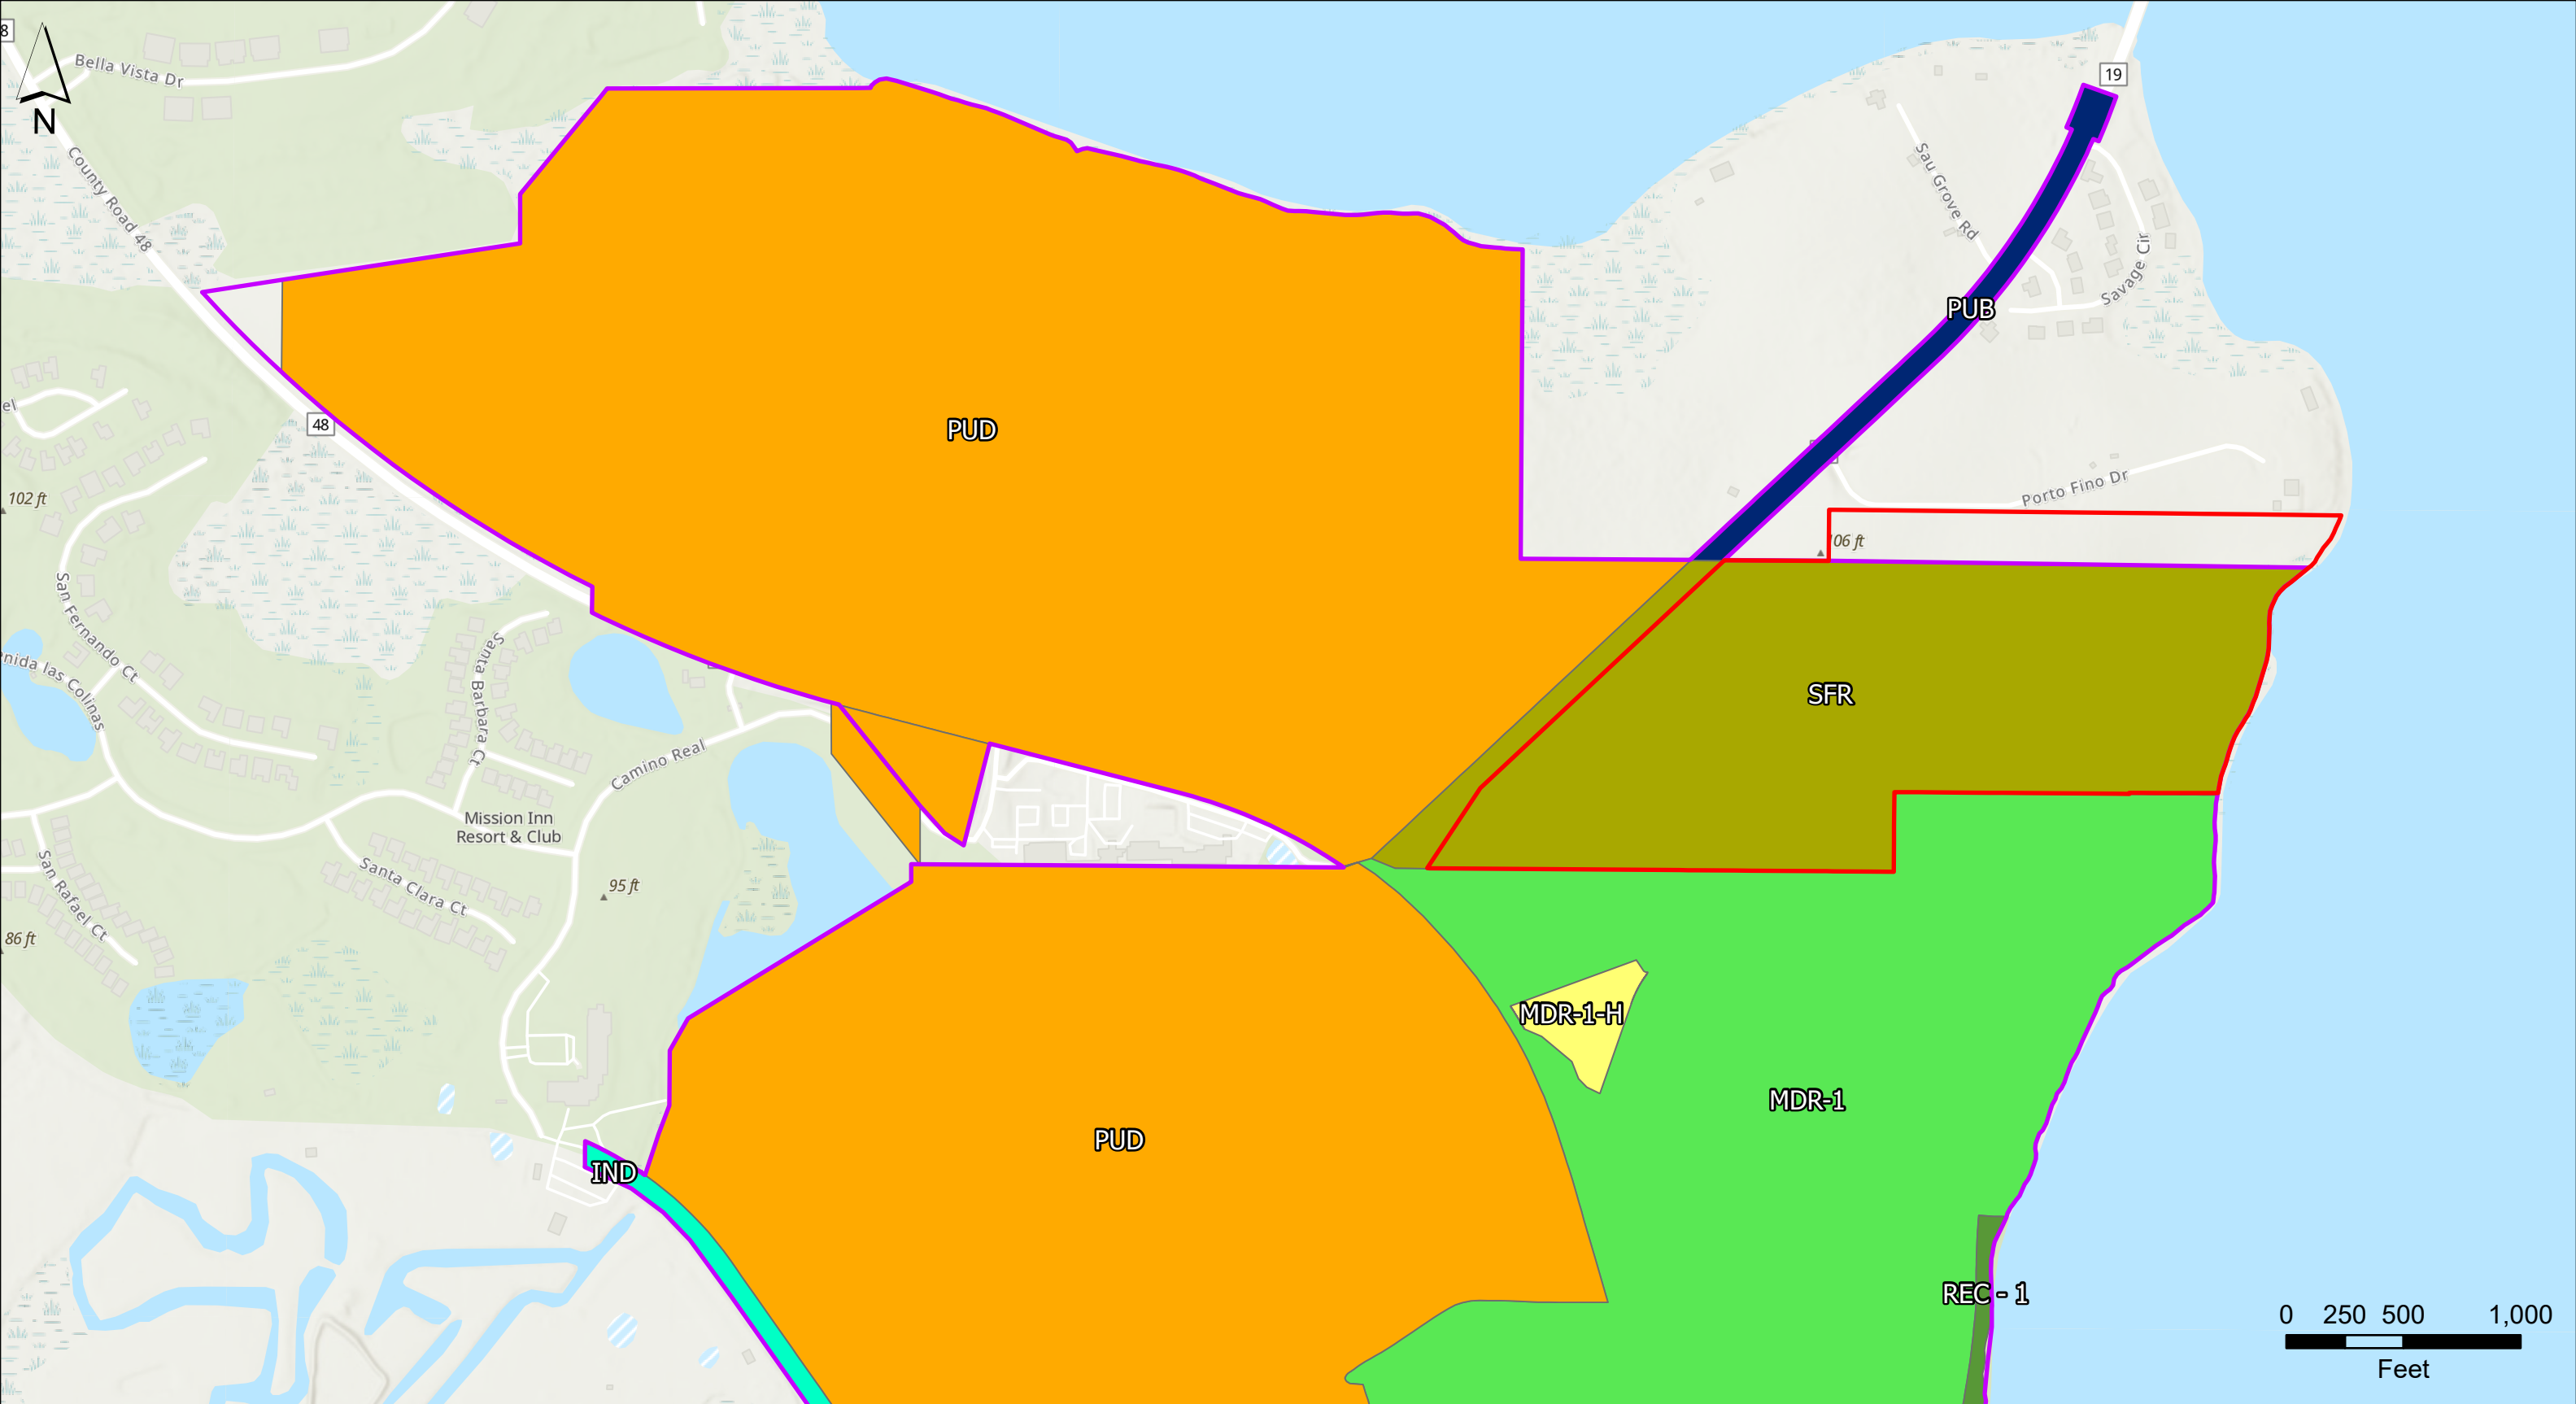 8
N
Bella Vista Dr
County Road 48
19
Sau Grove Rd
Savage Cir
PUB
48
PUD
102 ft
Porto Fino Dr
06 ft
San Fernando Ct
Santa Barbara Ct
SFR
Camino Real
Mission Inn
Resort & Club
Santa Clara Ct
San Rafael Ct
95 ft
86 ft
MDR-1-H
MDR-1
PUD
IND
REC - 1
0 250 500 1,000
Feet